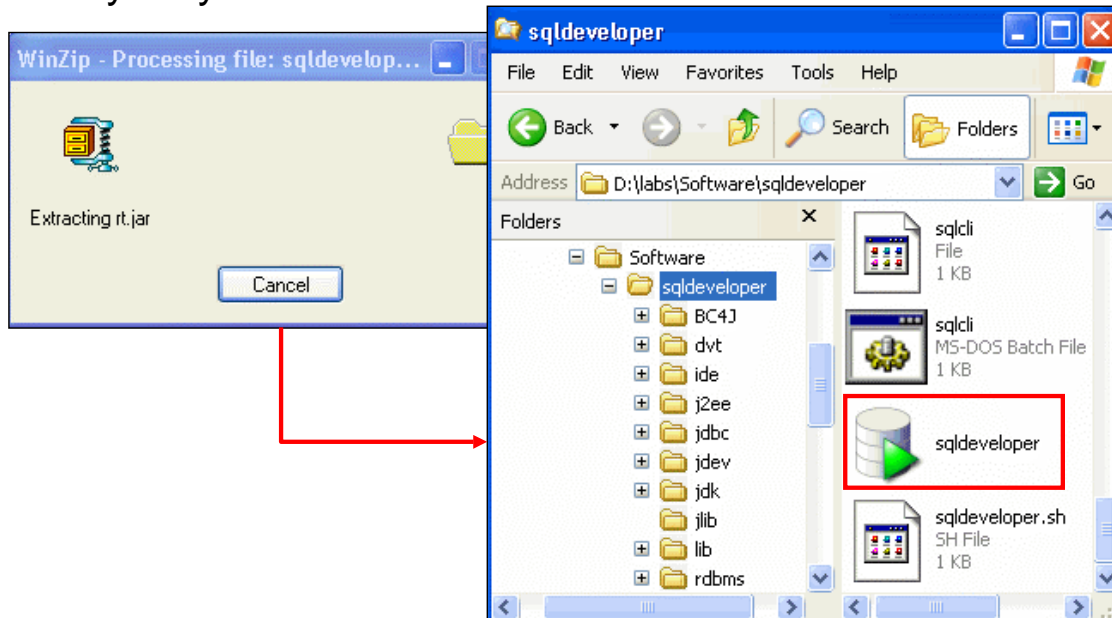 WinZip - Processing file: sqldevelop...
Extracting rt.jar
Cancel
sqldeveloper
File Edit View Favorites Tools Help
Back Search Folders
Address D:\labs\Software\sqldeveloper Go
Folders
Software
sqldeveloper
BC4J
dvt
ide
j2ee
jdbc
jdev
jdk
jlib
lib
rdbms
sqlcli
File
1 KB
sqlcli
MS-DOS Batch File
1 KB
sqldeveloper
sqldeveloper.sh
SH File
1 KB